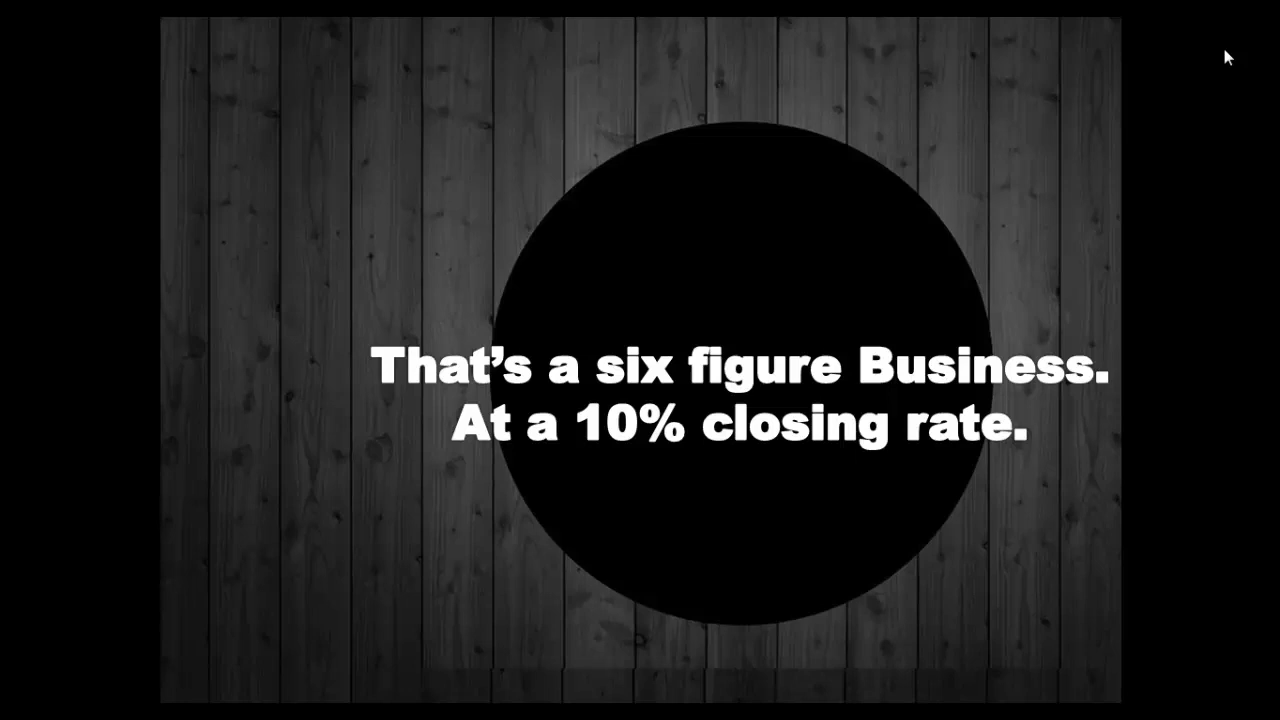 That’s a six figure Business.
At a 10% closing rate.